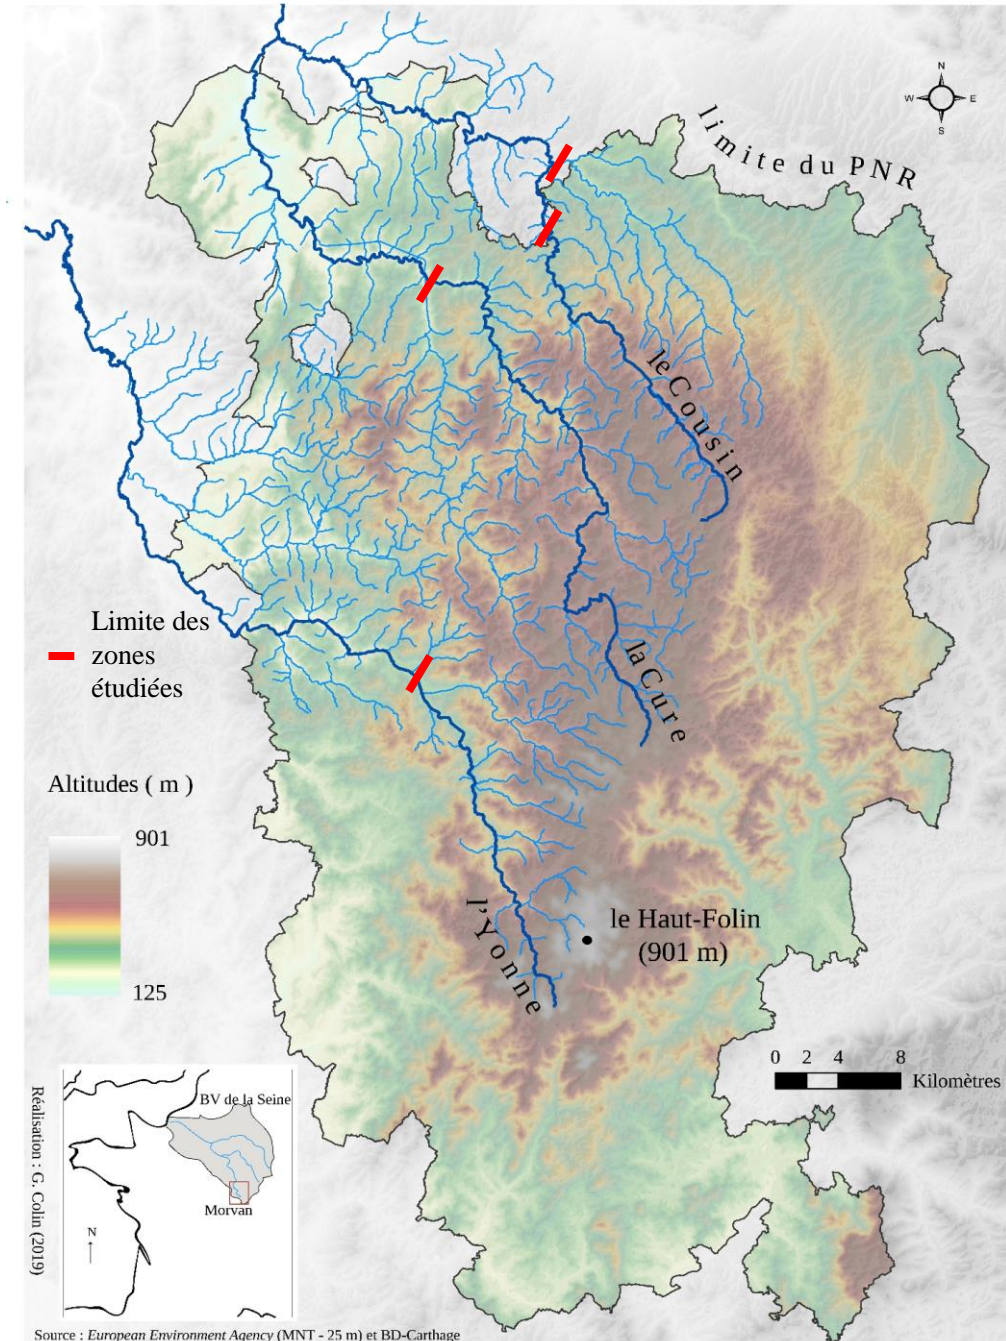 N
W E
S
limite du PNR
le Cousin
Limite des
zones
étudiées
la Cure
Altitudes ( m )
901
125
l'Yonne
le Haut-Folin
(901 m)
0 2 4 8
Kilomètres
BV de la Seine
Morvan
N
Réalisation : G. Colin (2019)
Source : European Environment Agency (MNT - 25 m) et BD-Carthage